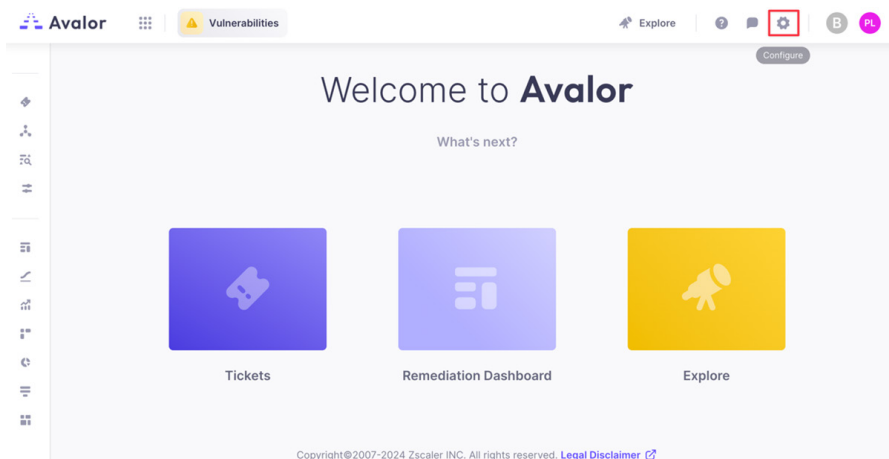 Avalor
Vulnerabilities
Explore
B
PL
Configure
Welcome to Avalor
What's next?
Tickets
Remediation Dashboard
Explore
Copyright©2007-2024 Zscaler INC. All rights reserved. Legal Disclaimer